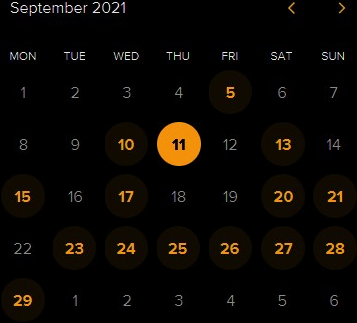 September 2021
MON TUE WED THU FRI SAT SUN
1 2 3 4 5 6 7
8 9 10 11 12 13 14
15 16 17 18 19 20 21
22 23 24 25 26 27 28
29 1 2 3 4 5 6